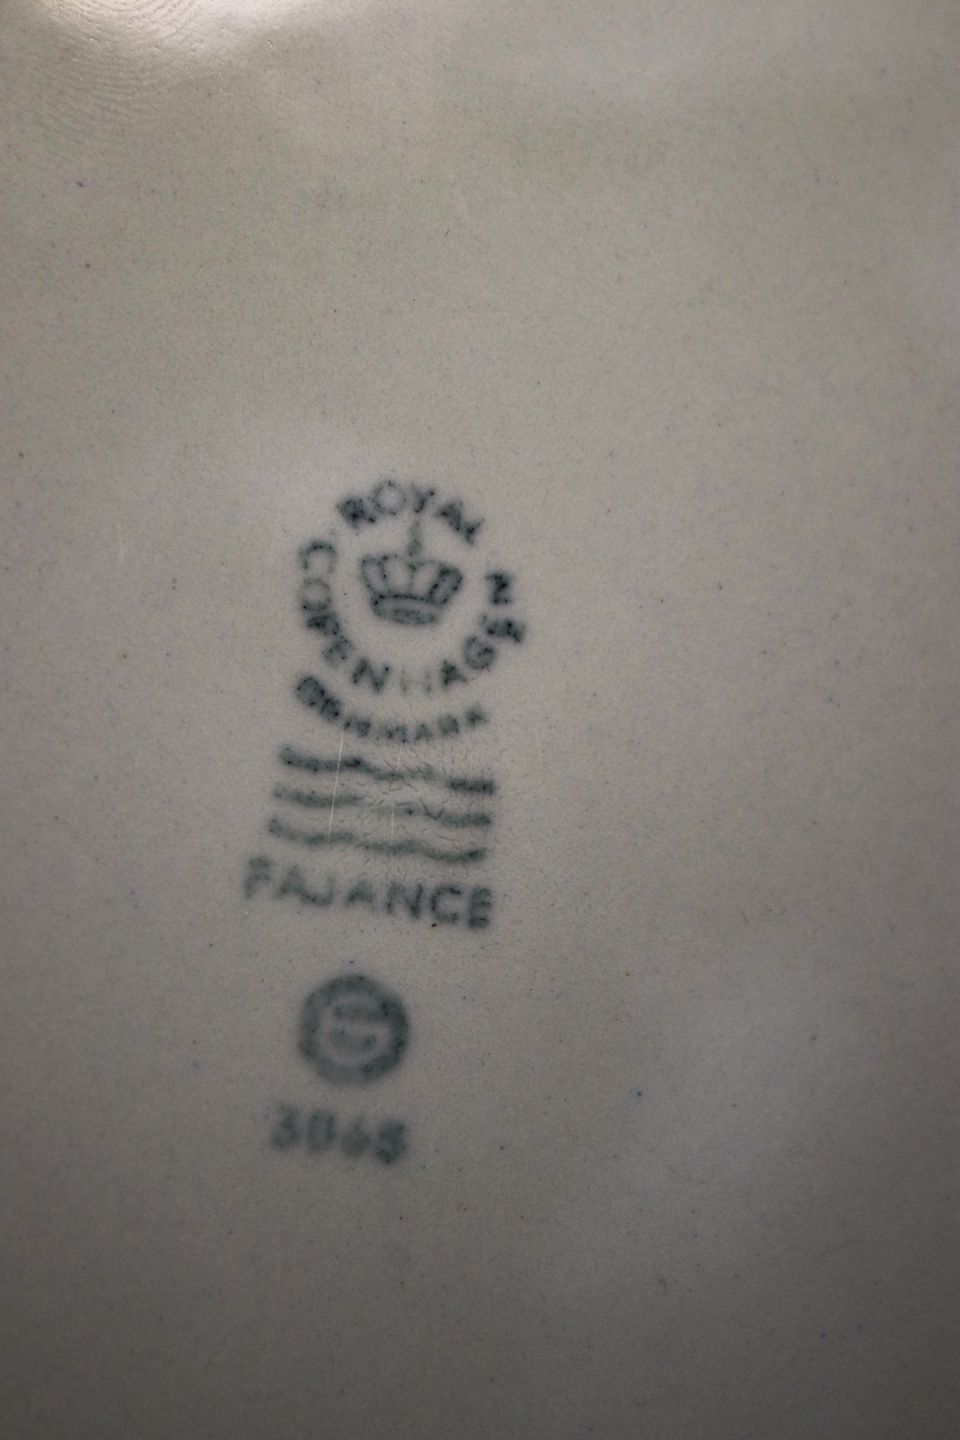 ROYAL
COPENHAGEN
DENMARK
FAJANCE
3065